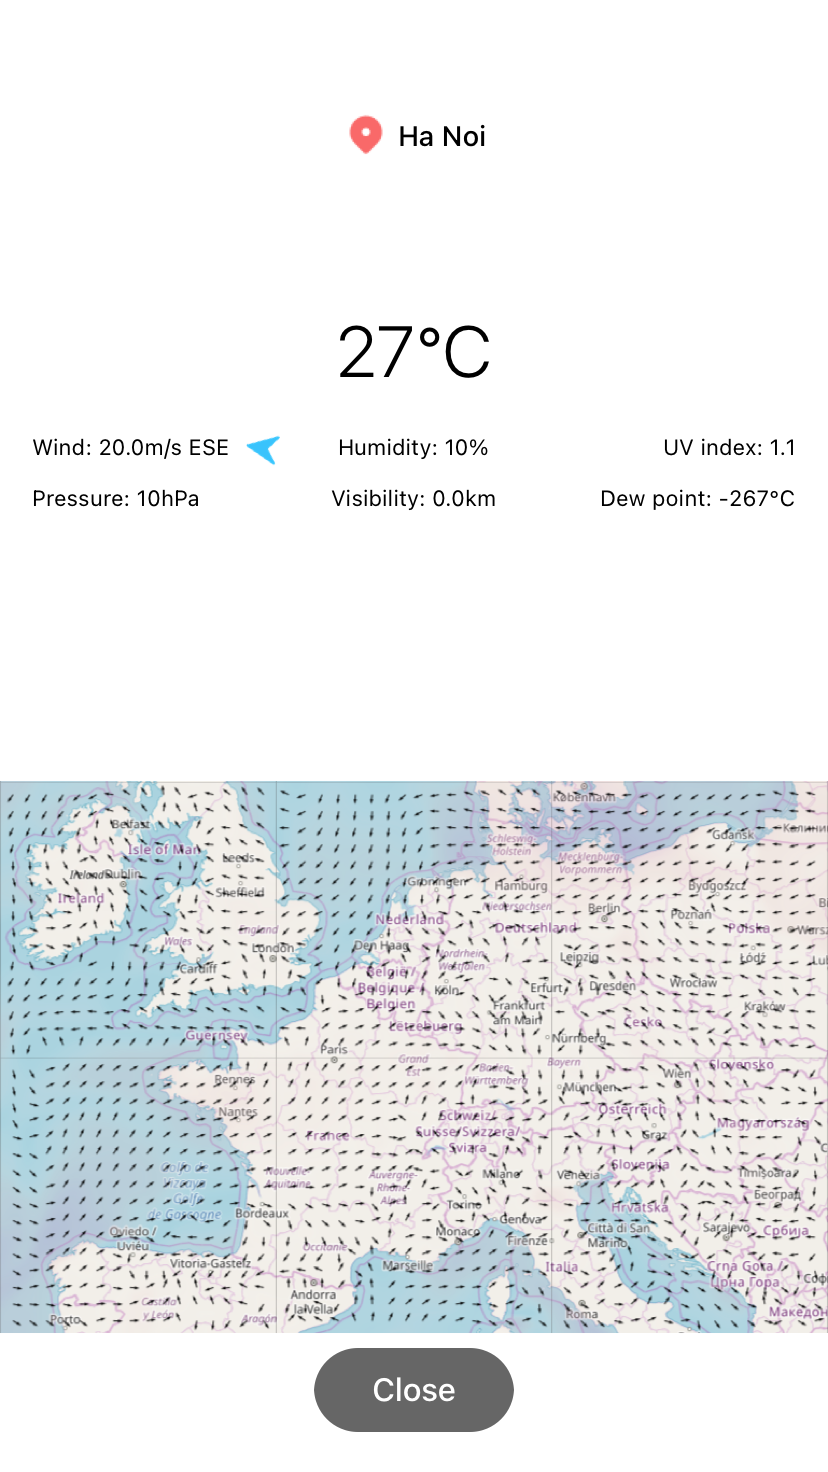 Ha Noi
27°C
Wind: 20.0m/s ESE
Humidity: 10%
UV index: 1.1
Pressure: 10hPa
Visibility: 0.0km
Dew point: -267°C
København
Belfast
Gdańsk
Isle of Man
Schleswig-
Holstein
Leeds
Mecklenburg-
Vorpommern
Ireland
Dublin
Groningen
Hamburg
Bydgoszcz
Sheffield
Ireland
Niedersachsen
Berlin
Poznań
Nederland
Deutschland
Polska
England
Wales
London
Den Haag
Nordrhein-
Westfalen
Leipzig
Łódź
Cardiff
België /
Belgique /
Belgien
Köln
Erfurt
Dresden
Wrocław
Frankfurt
am Main
Kraków
Lëtzebuerg
Česko
Guernsey
Nürnberg
Paris
Grand
Est
Bayern
Slovensko
Rennes
Baden-
Württemberg
Wien
München
Nantes
Österreich
France
Schweiz/
Suisse/Svizzera/
Svizra
Magyarország
Graz
Golfo de
Vizcaya
Golfe
de Gascogne
Nouvelle-
Aquitaine
Auvergne-
Rhône-
Alpes
Milano
Venezia
Slovenija
Timișoara
Torino
Hrvatska
Београд
Bordeaux
Genova
Oviedo /
Uviéu
Monaco
Firenze
Città di San
Marino
Sarajevo
Србија
Occitanie
Vitoria-Gasteiz
Marseille
Italia
Crna Gora /
Црна Гора
Andorra
la Vella
Castilla
y León
Aragón
Porto
Roma
Close